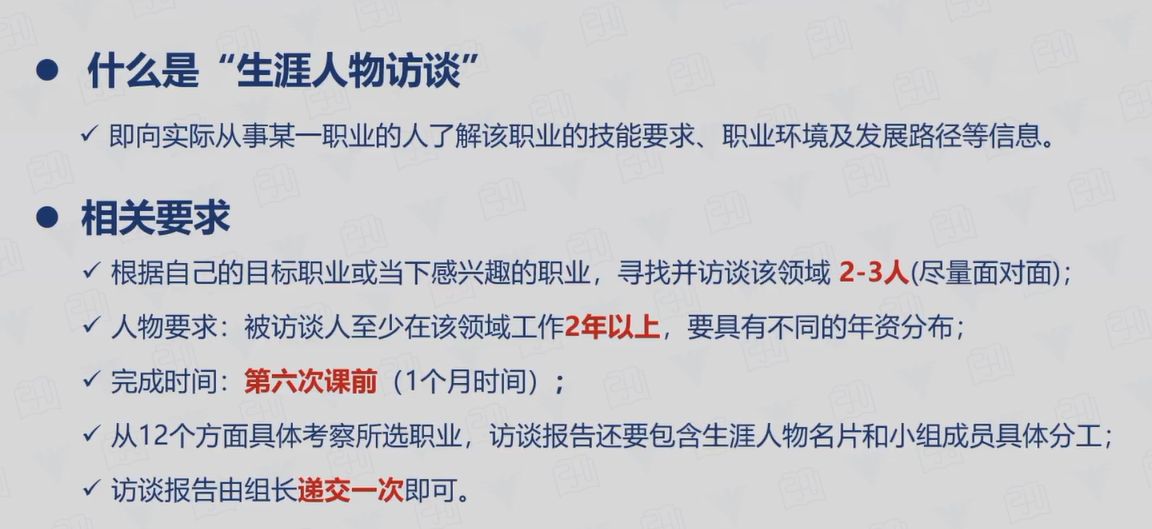 ● 什么是“生涯人物访谈”
✓ 即向实际从事某一职业的人了解该职业的技能要求、职业环境及发展路径等信息。
● 相关要求
✓ 根据自己的目标职业或当下感兴趣的职业，寻找并访谈该领域 2-3人(尽量面对面)；
✓ 人物要求：被访谈人至少在该领域工作2年以上，要具有不同的年资分布；
✓ 完成时间：第六次课前（1个月时间）；
✓ 从12个方面具体考察所选职业，访谈报告还要包含生涯人物名片和小组成员具体分工；
✓ 访谈报告由组长递交一次即可。